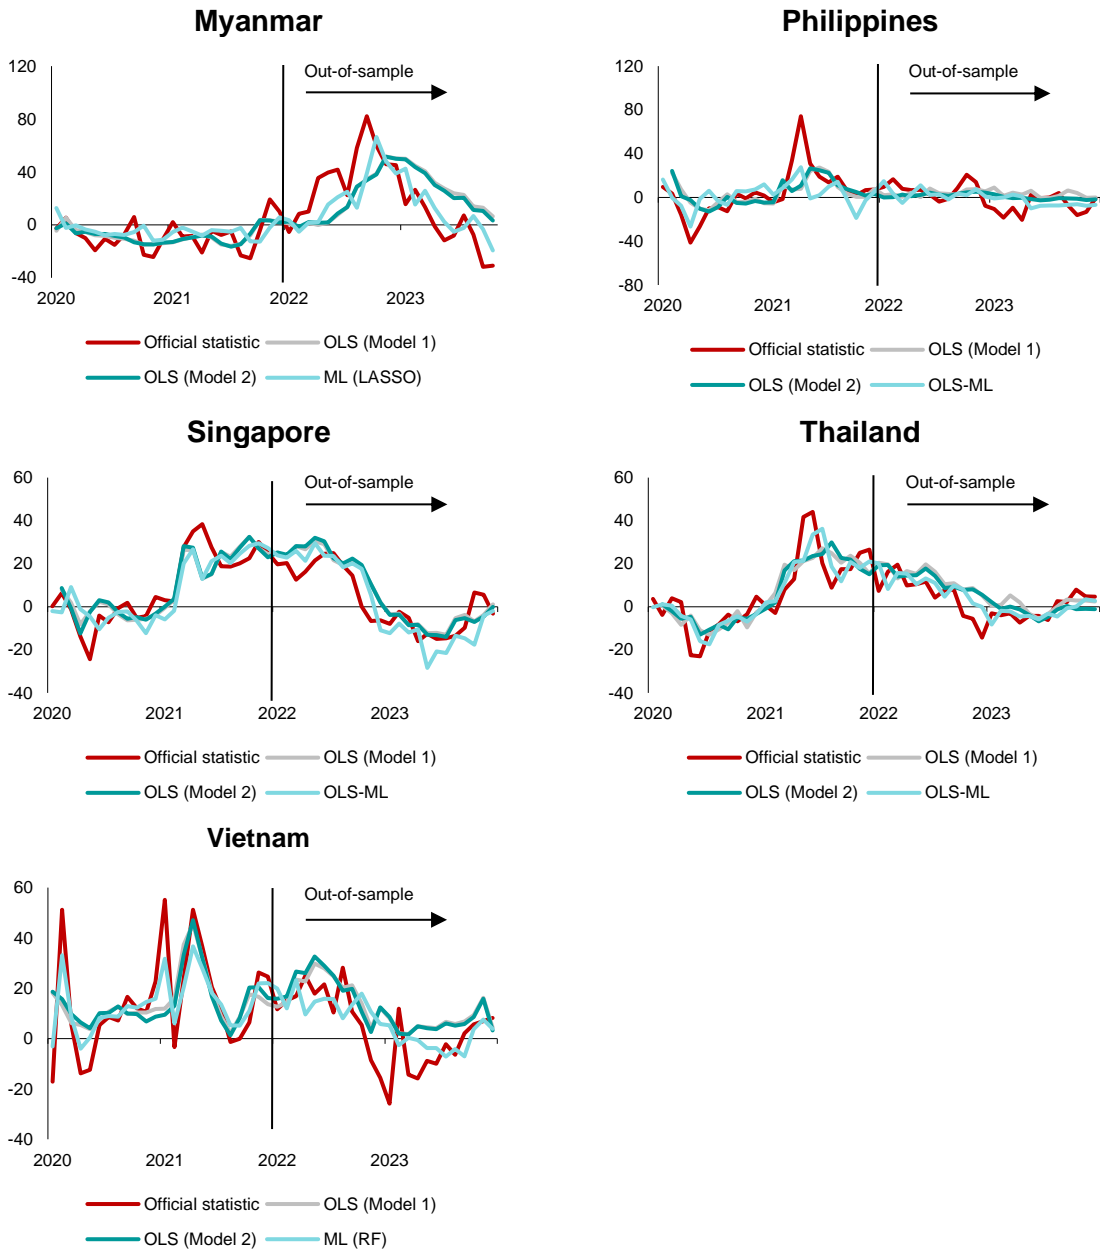 Myanmar
120
80
40
0
-40
Out-of-sample
2020 2021 2022 2023
Official statistic OLS (Model 1)
OLS (Model 2) ML (LASSO)
Philippines
120
80
40
0
-40
-80
Out-of-sample
2020 2021 2022 2023
Official statistic OLS (Model 1)
OLS (Model 2) OLS-ML
Singapore
60
40
20
0
-20
-40
Out-of-sample
2020 2021 2022 2023
Official statistic OLS (Model 1)
OLS (Model 2) OLS-ML
Thailand
60
40
20
0
-20
-40
Out-of-sample
2020 2021 2022 2023
Official statistic OLS (Model 1)
OLS (Model 2) OLS-ML
Vietnam
60
40
20
0
-20
-40
Out-of-sample
2020 2021 2022 2023
Official statistic OLS (Model 1)
OLS (Model 2) ML (RF)